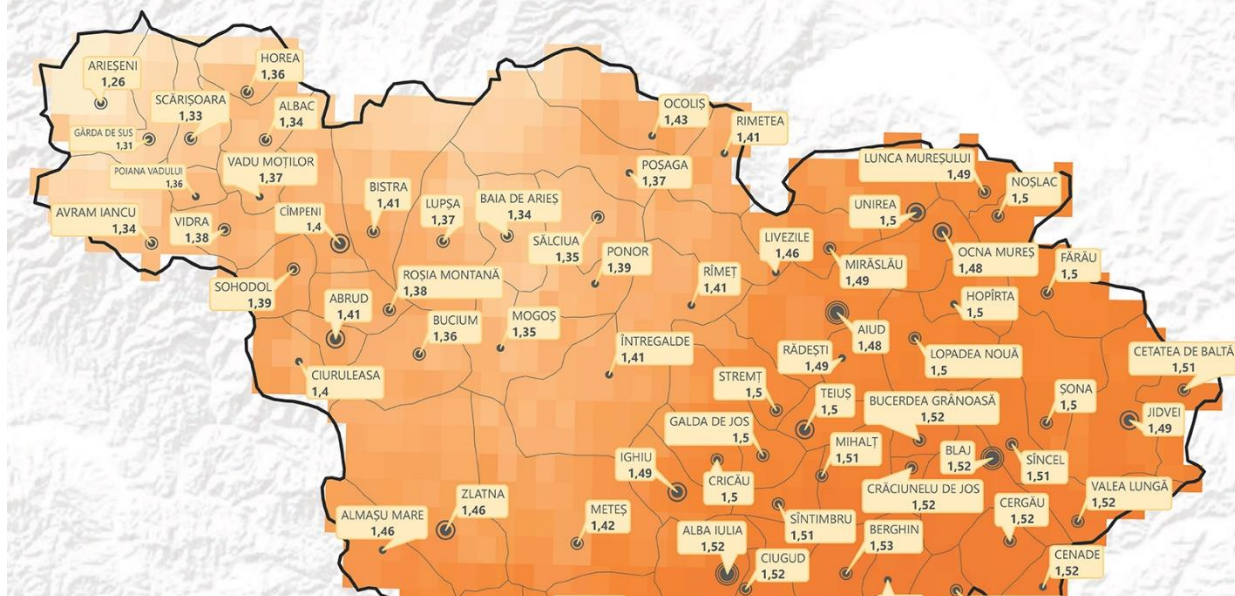 ARIEȘENI
1,26
HOREA
1,36
SCĂRIȘOARA
1,33
ALBAC
1,34
GÂRDA DE SUS
1,31
OCOLIȘ
1,43
RIMETEA
1,41
POIANA VADULUI
1,36
VADU MOȚILOR
1,37
POȘAGA
1,37
LUNCA MUREȘULUI
1,49
NOȘLAC
1,5
AVRAM IANCU
1,34
VIDRA
1,38
CÎMPENI
1,4
BISTRA
1,41
LUPȘA
1,37
BAIA DE ARIEȘ
1,34
SĂLCIUA
1,35
UNIREA
1,5
LIVEZILE
1,46
MIRĂSLĂU
1,49
OCNA MUREȘ
1,48
FĂRĂU
1,5
SOHODOL
1,39
ROȘIA MONTANĂ
1,38
PONOR
1,39
RÎMEȚ
1,41
HOPÎRTA
1,5
ABRUD
1,41
BUCIUM
1,36
MOGOȘ
1,35
ÎNTREGALDE
1,41
AIUD
1,48
RĂDEȘTI
1,49
LOPADEA NOUĂ
1,5
CETATEA DE BALTĂ
1,51
CIURULEASA
1,4
STREMȚ
1,5
TEIUȘ
1,5
BUCERDEA GRÂNOASĂ
1,52
ȘONA
1,5
JIDVEI
1,49
GALDA DE JOS
1,5
IGHIU
1,49
CRICĂU
1,5
MIHALȚ
1,51
BLAJ
1,52
SÎNCEL
1,51
CRĂCIUNELU DE JOS
1,52
VALEA LUNGĂ
1,52
ALMAȘU MARE
1,46
ZLATNA
1,46
METEȘ
1,42
SÎNTIMBRU
1,51
CERGĂU
1,52
ALBA IULIA
1,52
CIUGUD
1,52
BERGHIN
1,53
CENADE
1,52